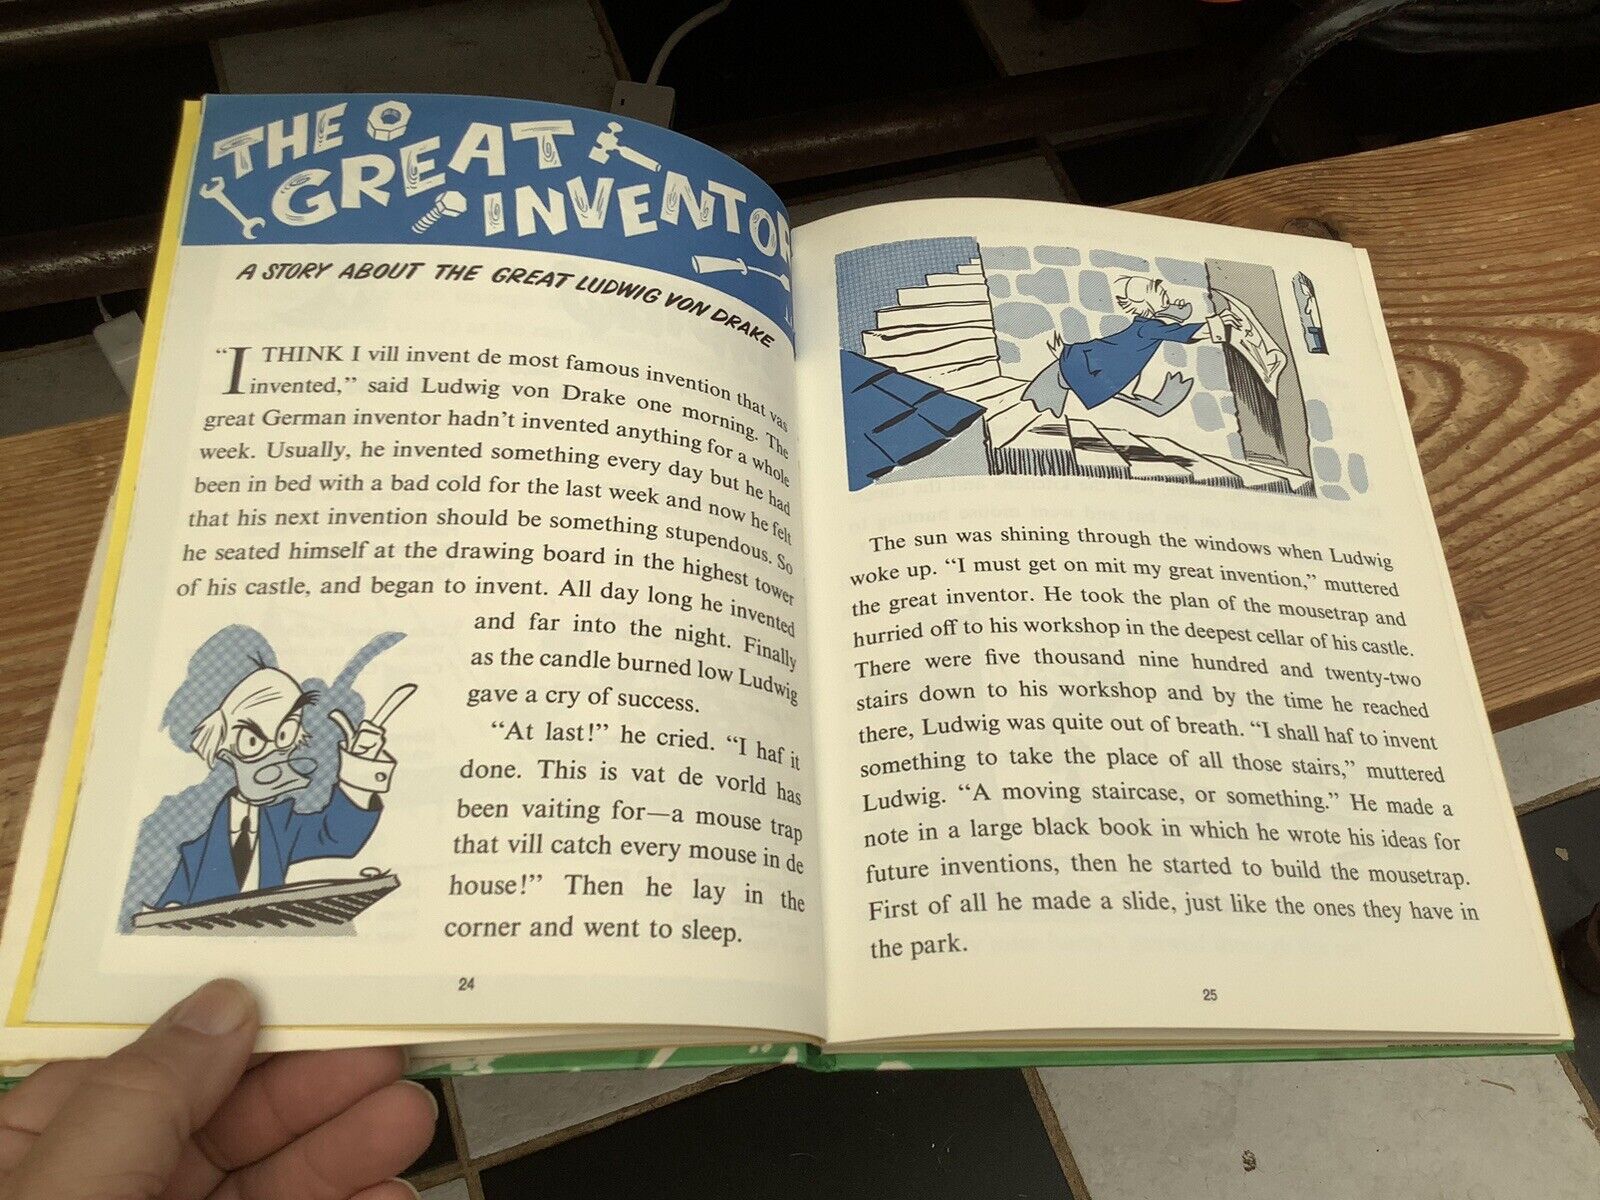 THE
GREAT
INVENTOR
A STORY ABOUT THE GREAT LUDWIG VON DRAKE
"I THINK I vill invent de most famous invention that vas
invented," said Ludwig von Drake one morning. The
great German inventor hadn't invented anything for a whole
week. Usually, he invented something every day but he had
been in bed with a bad cold for the last week and now he felt
that his next invention should be something stupendous. So
he seated himself at the drawing board in the highest tower
of his castle, and began to invent. All day long he invented
and far into the night. Finally
as the candle burned low Ludwig
gave a cry of success.
"At last!" he cried. "I haf it
done. This is vat de vorld has
been vaiting for—a mouse trap
that vill catch every mouse in de
house!" Then he lay in the
corner and went to sleep.
24
The sun was shining through the windows when Ludwig
woke up. "I must get on mit my great invention," muttered
the great inventor. He took the plan of the mousetrap and
hurried off to his workshop in the deepest cellar of his castle.
There were five thousand nine hundred and twenty-two
stairs down to his workshop and by the time he reached
there, Ludwig was quite out of breath. "I shall haf to invent
something to take the place of all those stairs," muttered
Ludwig. "A moving staircase, or something." He made a
note in a large black book in which he wrote his ideas for
future inventions, then he started to build the mousetrap.
First of all he made a slide, just like the ones they have in
the park.
25